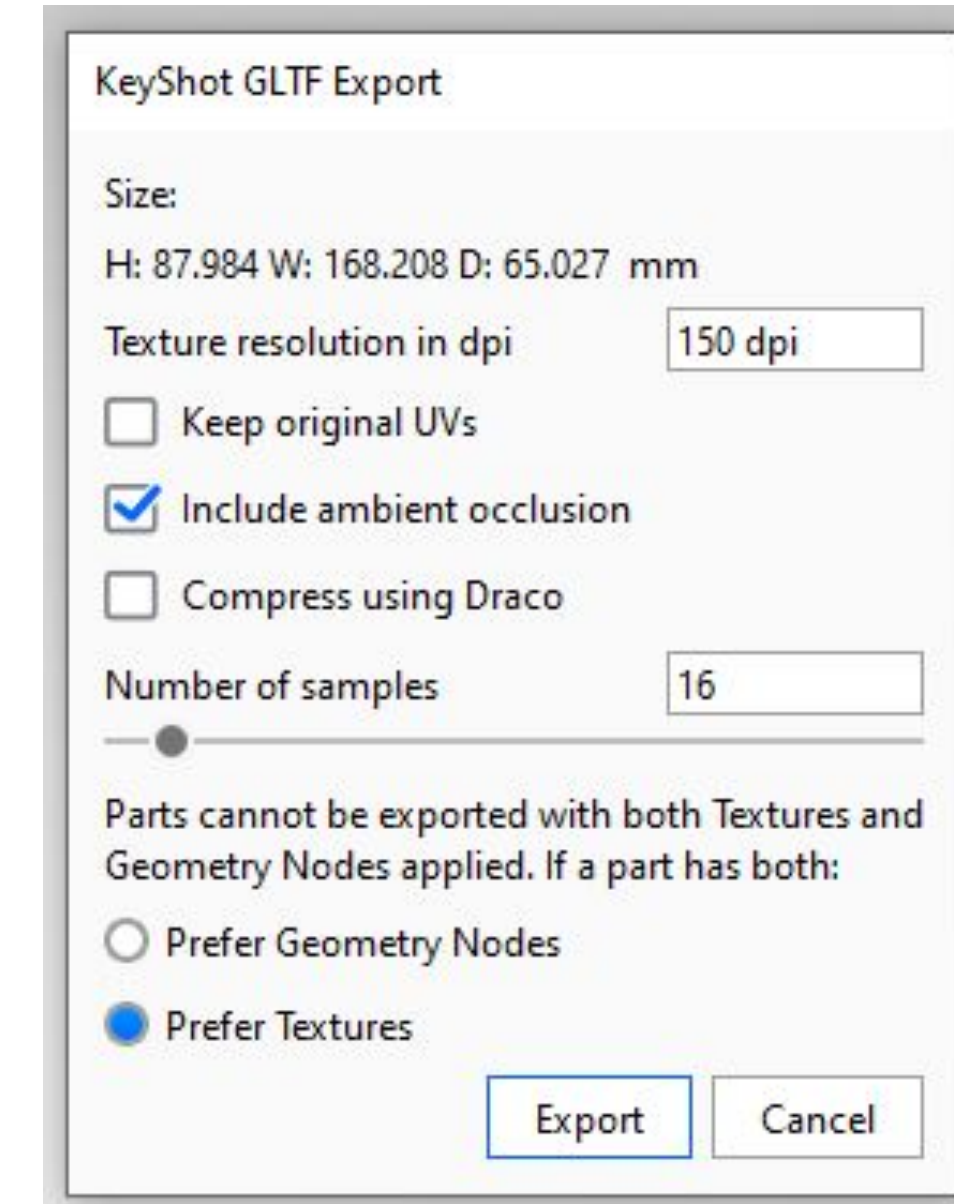 KeyShot GLTF Export
Size:
H: 87.984 W: 168.208 D: 65.027 mm
Texture resolution in dpi 150 dpi
Keep original UVs
Include ambient occlusion
Compress using Draco
Number of samples 16
Parts cannot be exported with both Textures and
Geometry Nodes applied. If a part has both:
Prefer Geometry Nodes
Prefer Textures
Export Cancel